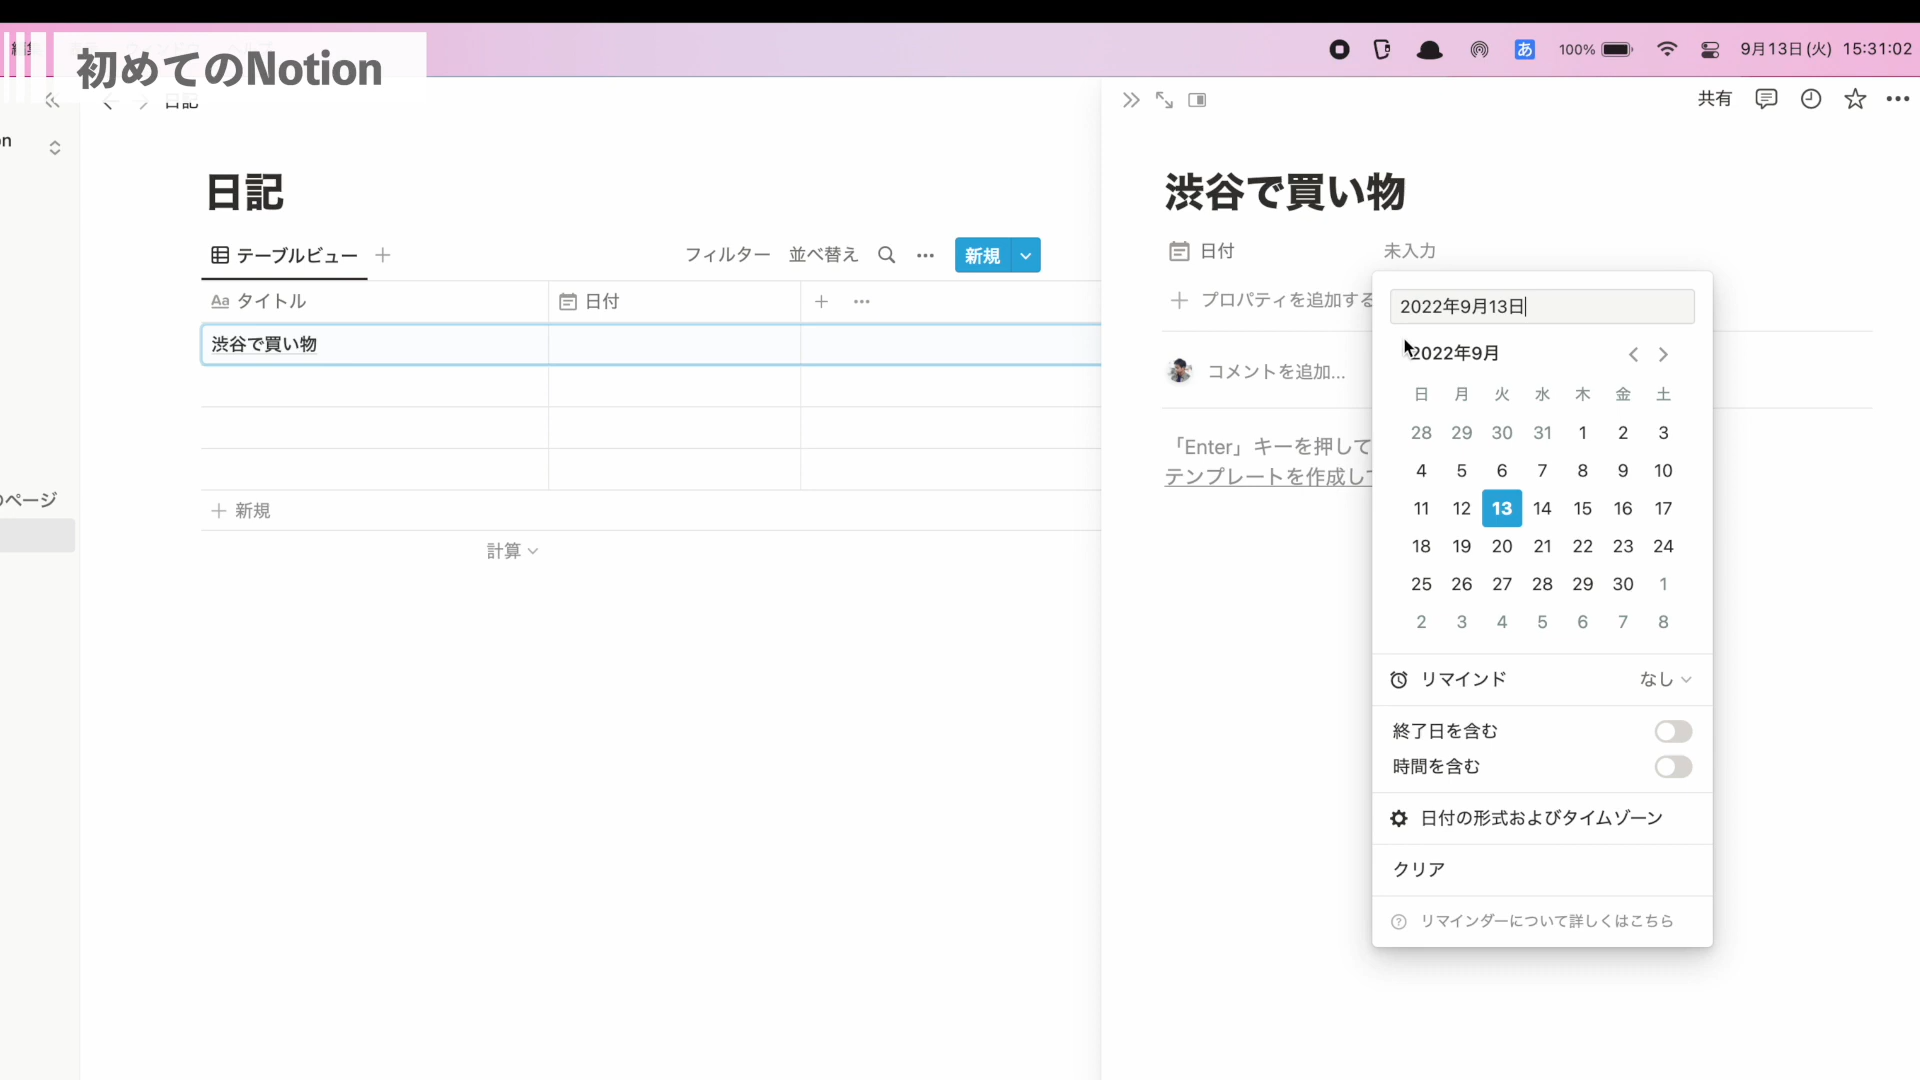 初めてのNotion
あ 100% 9月13日(火) 15:31:02
日記
共有
on
日記
テーブルビュー
フィルター 並べ替え 新規
Aa タイトル 日付
渋谷で買い物
新規
計算
のページ
渋谷で買い物
日付 未入力
プロパティを追加する
コメントを追加...
「Enter」キーを押して
テンプレートを作成して
2022年9月13日
2022年9月
日 月 火 水 木 金 土
28 29 30 31 1 2 3
4 5 6 7 8 9 10
11 12 13 14 15 16 17
18 19 20 21 22 23 24
25 26 27 28 29 30 1
2 3 4 5 6 7 8
リマインド なし
終了日を含む
時間を含む
日付の形式およびタイムゾーン
クリア
リマインダーについて詳しくはこちら